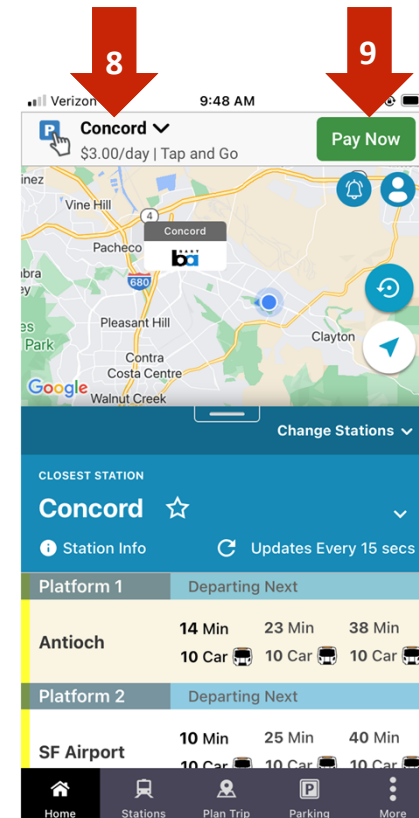 8
9
Verizon
9:48 AM
P
Concord
$3.00/day | Tap and Go
Pay Now
inez
Vine Hill
4
Concord
Pacheco
ba
680
Pleasant Hill
Park
Clayton
Contra
Costa Centre
Google
Walnut Creek
Change Stations
CLOSEST STATION
Concord
Station Info
Updates Every 15 secs
Platform 1
Departing Next
Antioch
14 Min
23 Min
38 Min
10 Car
10 Car
10 Car
Platform 2
Departing Next
SF Airport
10 Min
25 Min
40 Min
10 Car
10 Car
10 Car
Home
Stations
Plan Trip
P
Parking
More